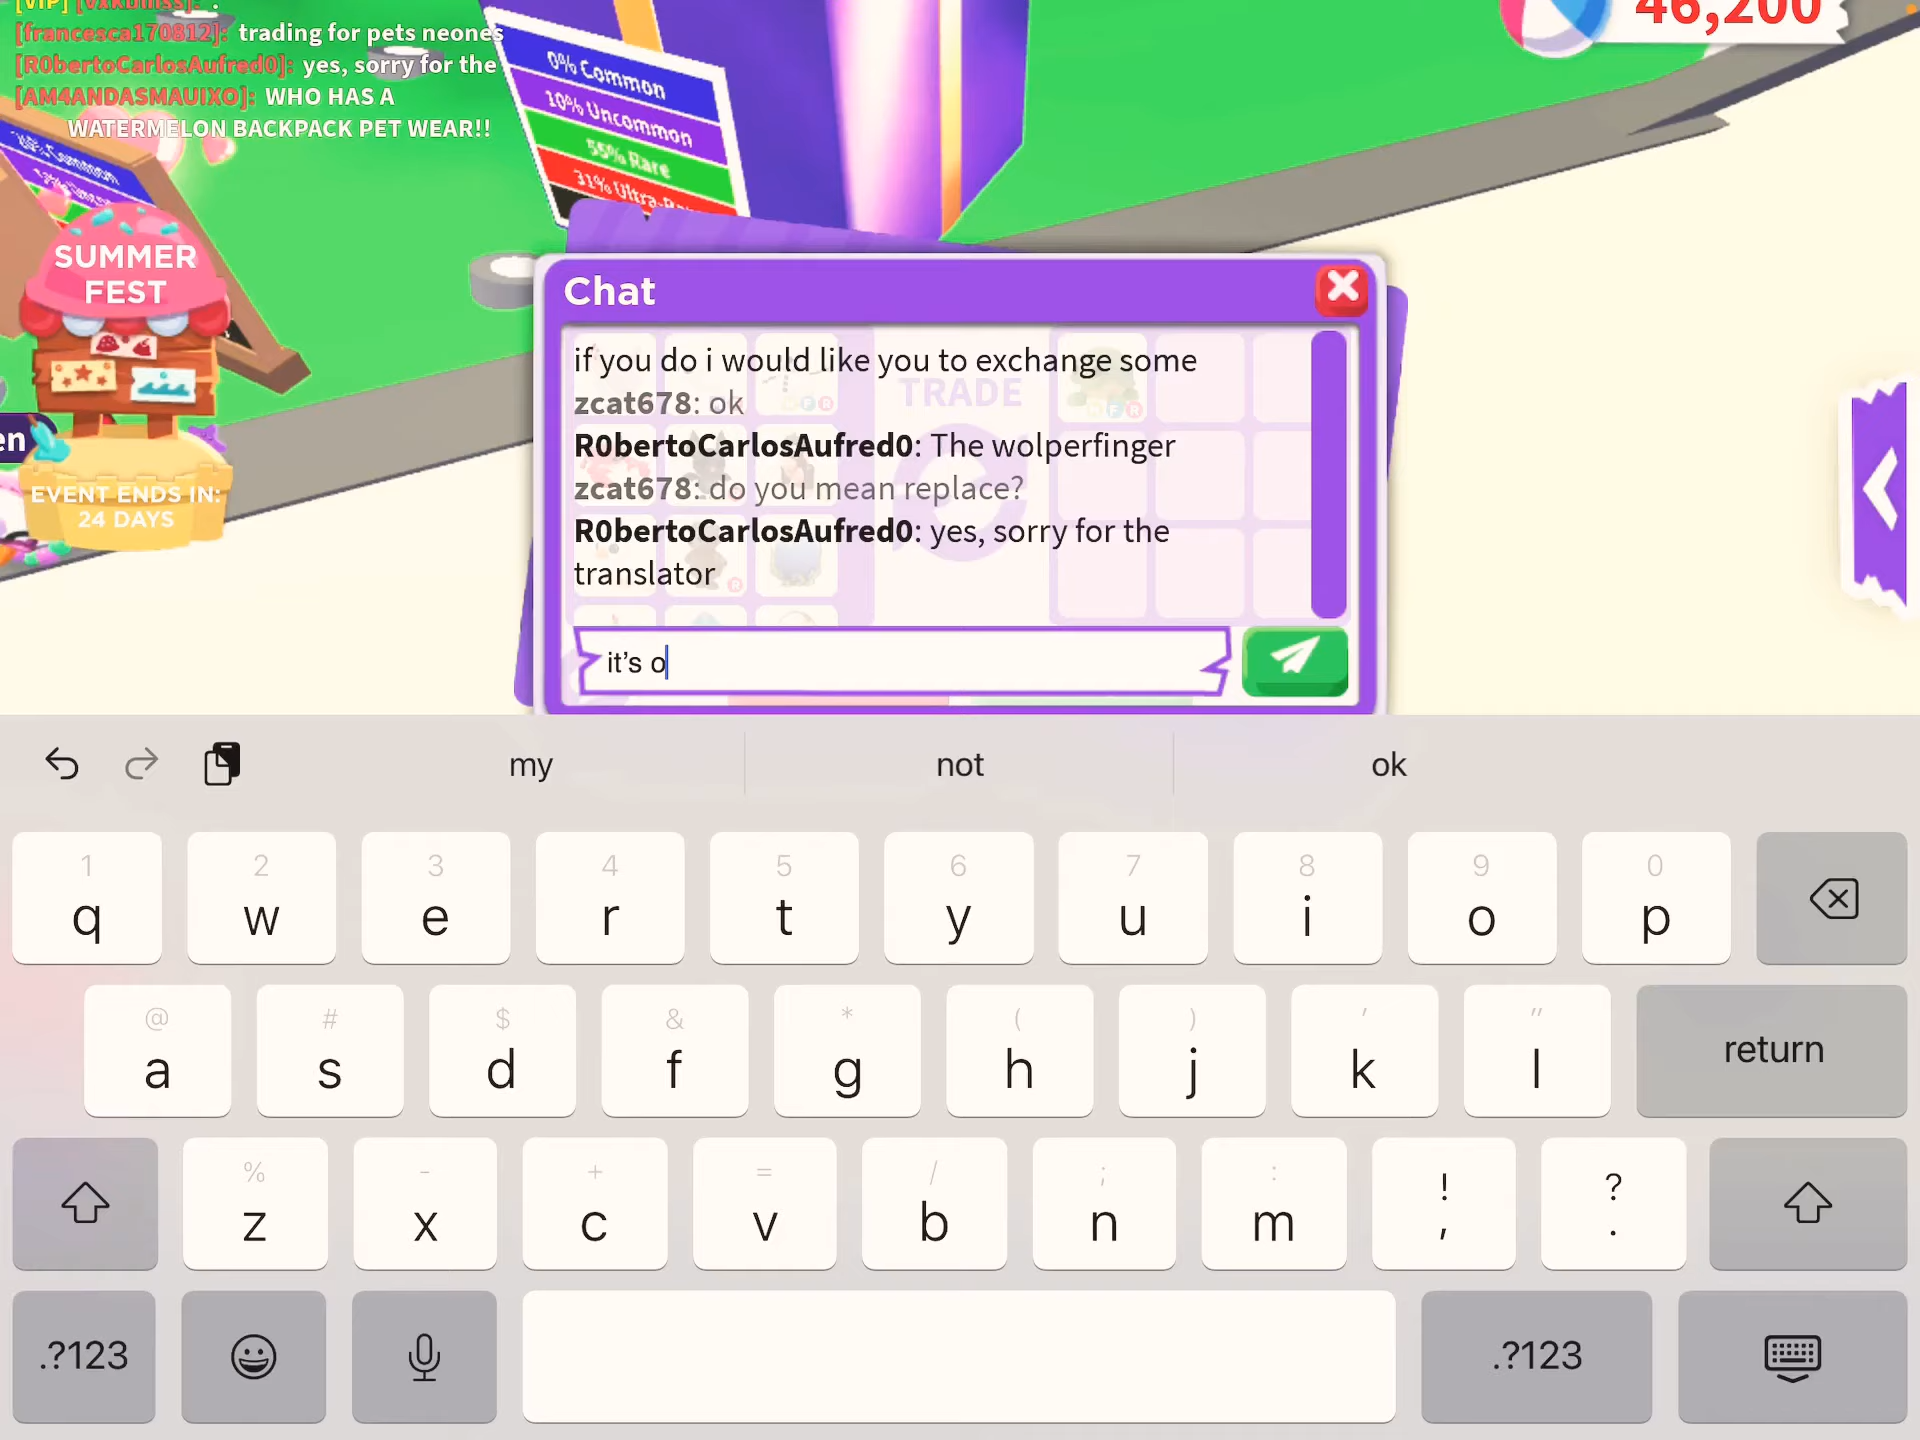 [VIP]
[francesca170812]: trading for pets neones
[R0bertoCarlosAufred0]: yes, sorry for the
[AM4ANDASMAUIXO]: WHO HAS A
WATERMELON BACKPACK PET WEAR!!
46,200
0% Common
10% Uncommon
55% Rare
31% Ultra-
SUMMER
FEST
en
EVENT ENDS IN:
24 DAYS
Chat
if you do i would like you to exchange some
TRADE
zcat678: ok
R0bertoCarlosAufred0: The wolperfinger
zcat678: do you mean replace?
R0bertoCarlosAufred0: yes, sorry for the
translator
it's o
my not ok
1 2 3 4 5 6 7 8 9 0
q w e r t y u i o p
@ # $ & * ( ) ' "
a s d f g h j k l return
% - + = / ; : ! ?
z x c v b n m , .
.?123 .?123